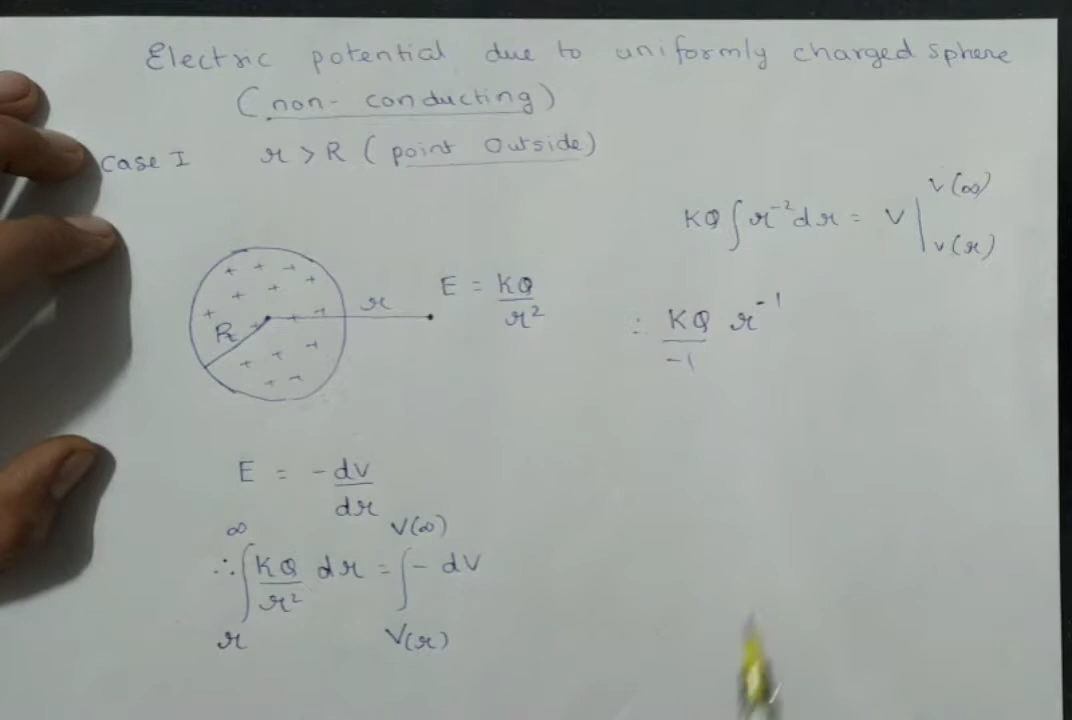 Electric potential due to uniformly charged sphere
(non-conducting)
Case I r > R (point outside)
KQ ∫ r⁻² dr = V | V(∞) V(r)
+ + + + + + + + + + + + + + +
R
r
E = KQ / r²
∴ KQ / -1 r⁻¹
E = - dV / dr
∞ V(∞)
∴ ∫ KQ / r² dr = ∫ - dV
r V(r)